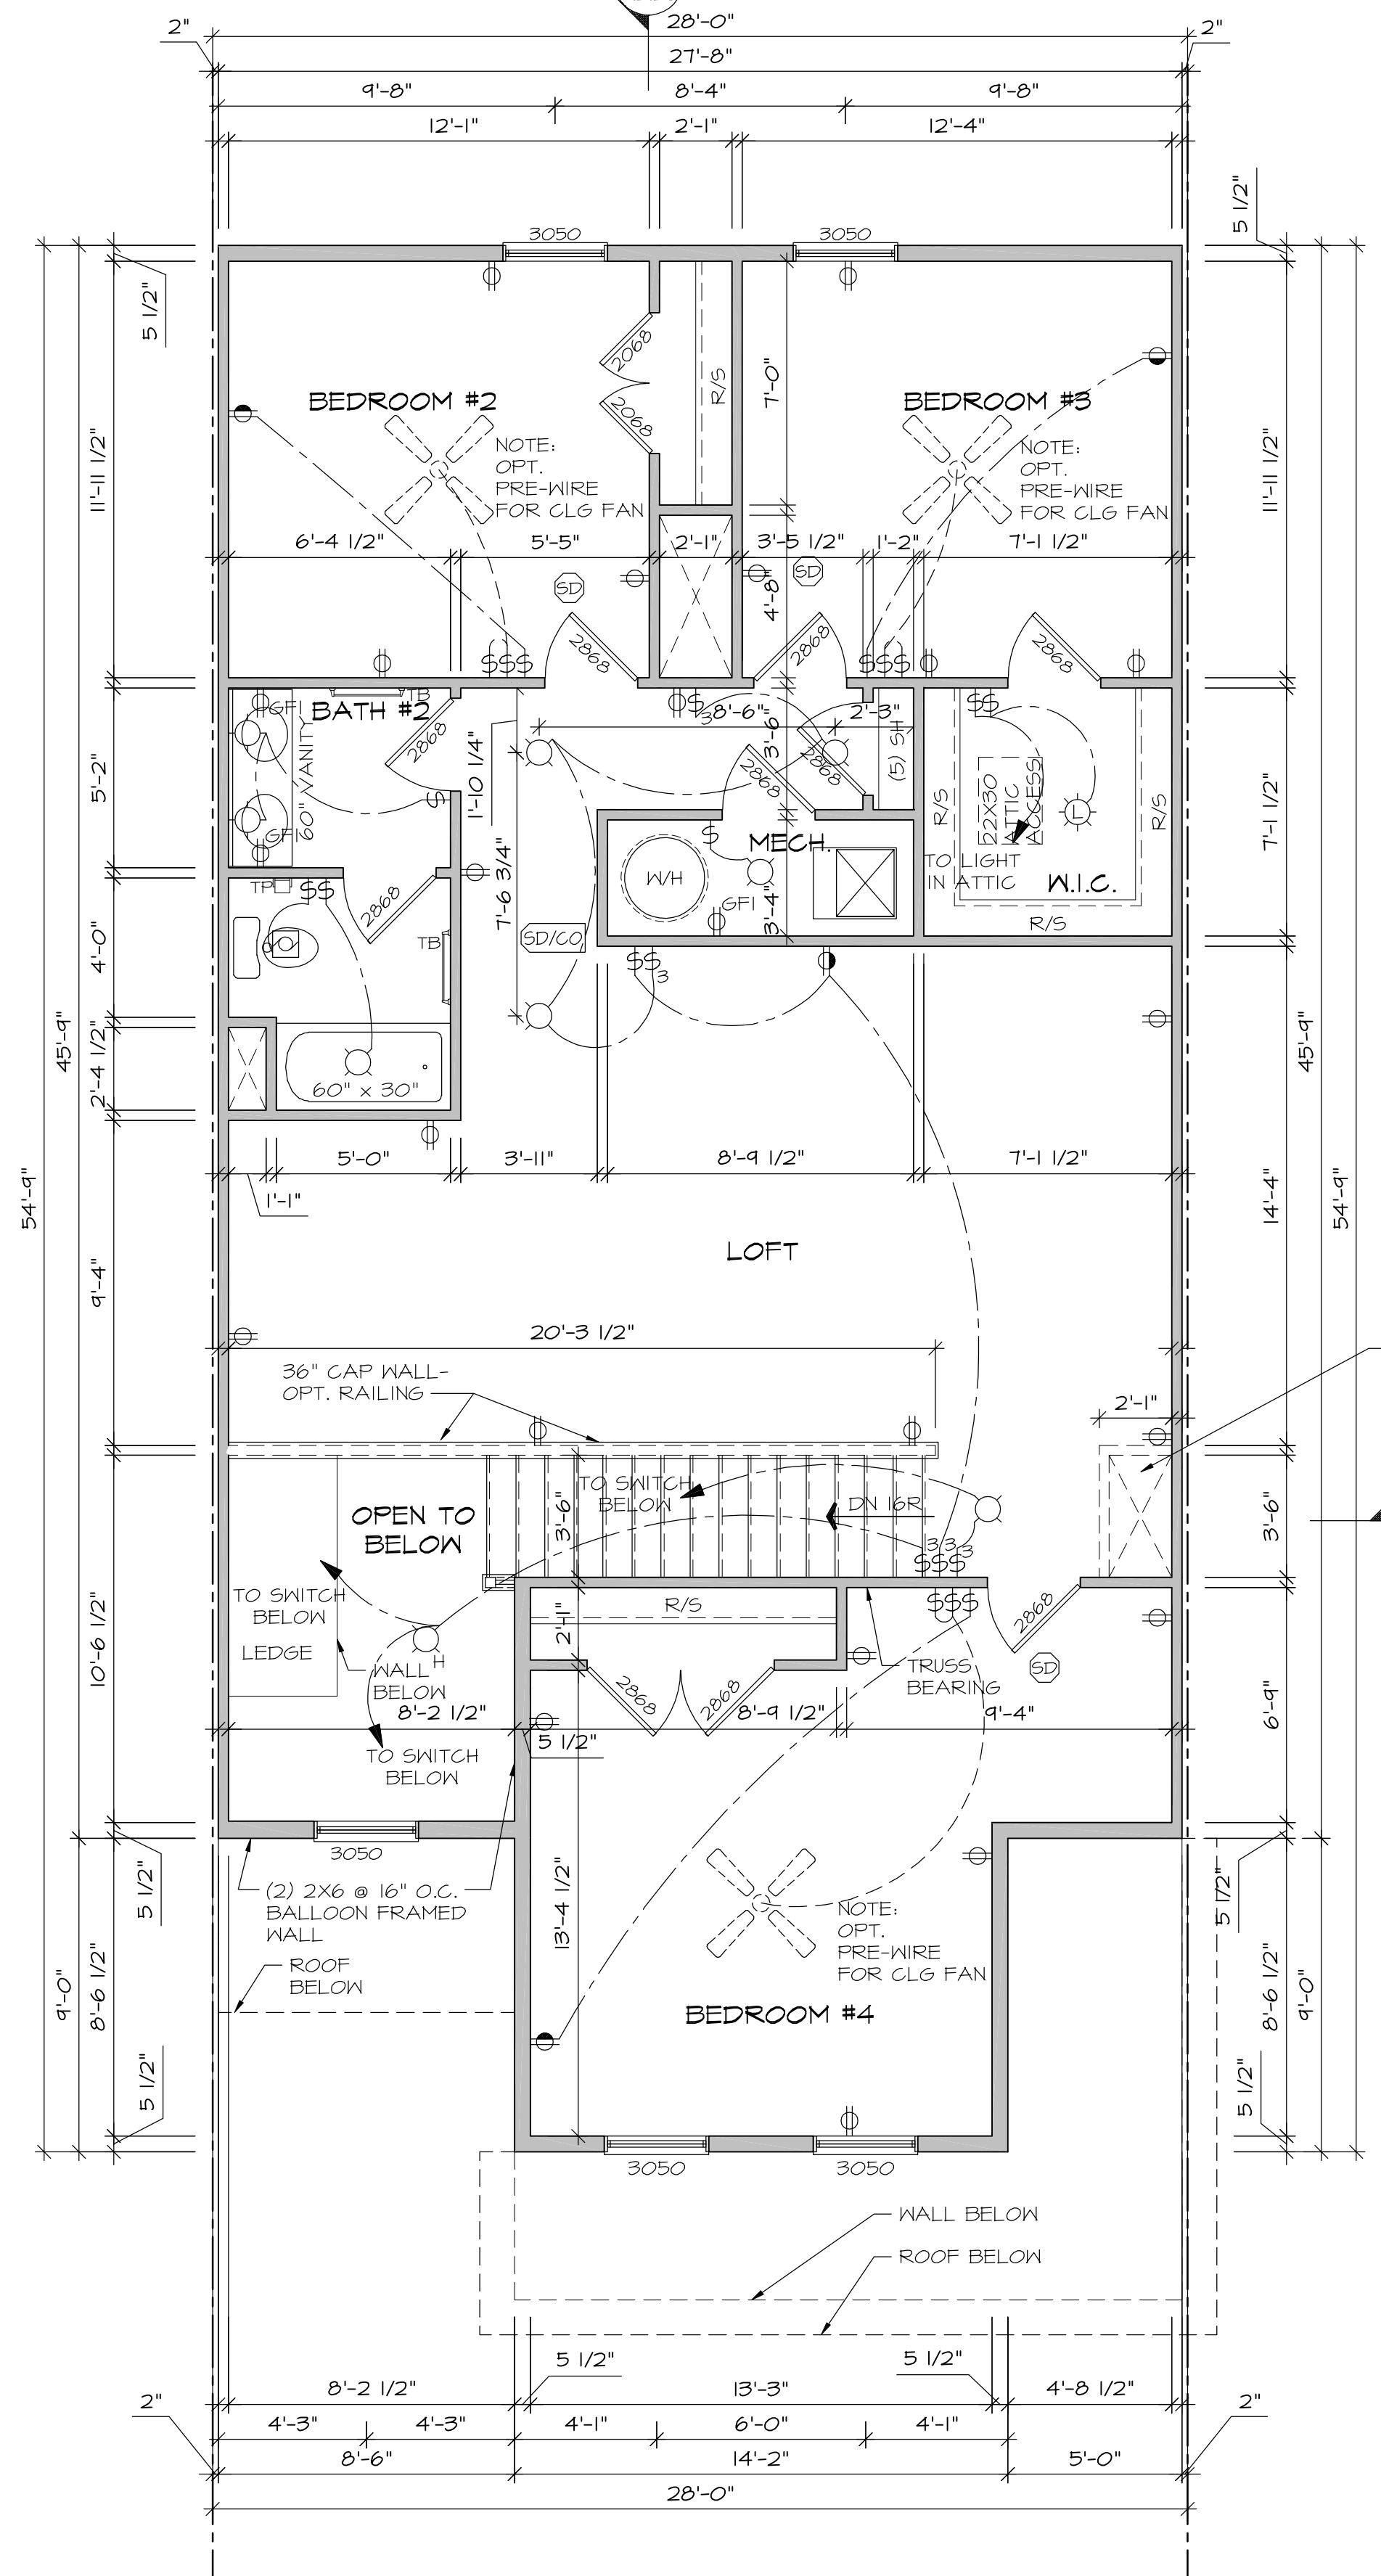 28'-0"
2"
2"
27'-8"
9'-8"
8'-4"
9'-8"
12'-1"
2'-1"
12'-4"
5 1/2"
5 1/2"
3050
3050
2068
2068
R/S
7'-0"
BEDROOM #2
NOTE:
OPT.
PRE-WIRE
FOR CLG FAN
BEDROOM #3
NOTE:
OPT.
PRE-WIRE
FOR CLG FAN
11'-11 1/2"
11'-11 1/2"
6'-4 1/2"
5'-5"
2'-1"
3'-5 1/2"
1'-2"
7'-1 1/2"
SD
SD
4'-8"
$$$
2868
2868
$$$
2868
GFI
TB
BATH #2
2868
60" VANITY
GFI
$
5'-2"
1'-10 1/4"
$3
8'-6"
3'-6"
2'-3"
2868
2868
(5) SH
$$
R/S
22X30
ATTIC
ACCESS
L
R/S
TO LIGHT
IN ATTIC
W.I.C.
R/S
7'-1 1/2"
$
MECH.
W/H
GFI
3'-4"
7'-6 3/4"
TP
$$
2868
TB
SD/CO
$$3
4'-0"
2'-4 1/2"
60" x 30"
54'-9"
45'-9"
45'-9"
54'-9"
5'-0"
3'-11"
8'-9 1/2"
7'-1 1/2"
1'-1"
14'-4"
9'-4"
LOFT
20'-3 1/2"
36" CAP WALL-
OPT. RAILING
2'-1"
OPEN TO
BELOW
3'-6"
TO SWITCH
BELOW
DN 16R
3 3 3
$$$
3'-6"
TO SWITCH
BELOW
LEDGE
H
WALL
BELOW
R/S
2'-1"
$$$
2868
SD
TRUSS
BEARING
2868
2868
10'-6 1/2"
6'-9"
8'-2 1/2"
8'-9 1/2"
9'-4"
5 1/2"
TO SWITCH
BELOW
3050
5 1/2"
5 1/2"
(2) 2X6 @ 16" O.C.
BALLOON FRAMED
WALL
ROOF
BELOW
13'-4 1/2"
NOTE:
OPT.
PRE-WIRE
FOR CLG FAN
BEDROOM #4
9'-0"
8'-6 1/2"
8'-6 1/2"
9'-0"
5 1/2"
5 1/2"
3050
3050
WALL BELOW
ROOF BELOW
5 1/2"
5 1/2"
8'-2 1/2"
13'-3"
4'-8 1/2"
2"
4'-3"
4'-3"
4'-1"
6'-0"
4'-1"
2"
8'-6"
14'-2"
5'-0"
28'-0"